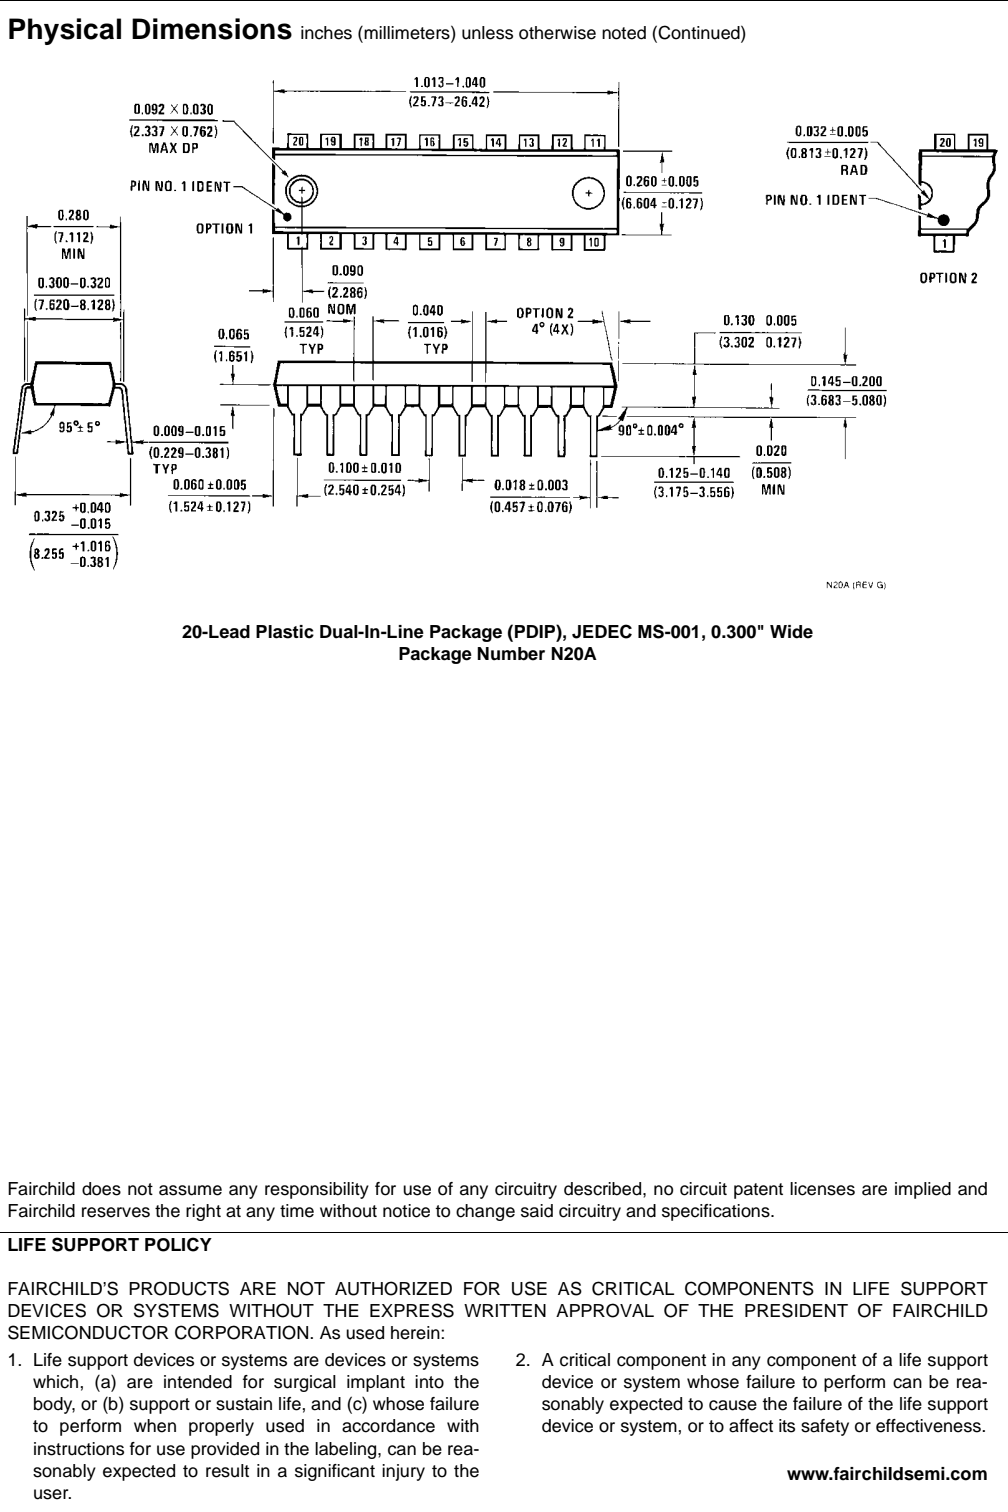 Physical Dimensions inches (millimeters) unless otherwise noted (Continued)
1.013–1.040
(25.73–26.42)
0.092 × 0.030
(2.337 × 0.762)
MAX DP
20 19 18 17 16 15 14 13 12 11
0.032 ±0.005
(0.813 ±0.127)
RAD
20 19
PIN NO. 1 IDENT
0.260 ±0.005
(6.604 ±0.127)
PIN NO. 1 IDENT
OPTION 1
1 2 3 4 5 6 7 8 9 10
1
OPTION 2
0.280
(7.112)
MIN
0.300–0.320
(7.620–8.128)
0.090
(2.286)
NOM
0.060
(1.524)
TYP
0.040
(1.016)
TYP
OPTION 2
4° (4X)
0.065
(1.651)
0.130 0.005
(3.302 0.127)
0.145–0.200
(3.683–5.080)
95°± 5°
90°±0.004°
0.009–0.015
(0.229–0.381)
TYP
0.100±0.010
(2.540±0.254)
0.125–0.140
(3.175–3.556)
0.020
(0.508)
MIN
0.060 ±0.005
(1.524 ±0.127)
0.018 ±0.003
(0.457 ±0.076)
0.325 +0.040
–0.015
(8.255 +1.016
–0.381)
N20A (REV G)
20-Lead Plastic Dual-In-Line Package (PDIP), JEDEC MS-001, 0.300" Wide
Package Number N20A
Fairchild does not assume any responsibility for use of any circuitry described, no circuit patent licenses are implied and
Fairchild reserves the right at any time without notice to change said circuitry and specifications.
LIFE SUPPORT POLICY
FAIRCHILD'S PRODUCTS ARE NOT AUTHORIZED FOR USE AS CRITICAL COMPONENTS IN LIFE SUPPORT
DEVICES OR SYSTEMS WITHOUT THE EXPRESS WRITTEN APPROVAL OF THE PRESIDENT OF FAIRCHILD
SEMICONDUCTOR CORPORATION. As used herein:
1. Life support devices or systems are devices or systems
which, (a) are intended for surgical implant into the
body, or (b) support or sustain life, and (c) whose failure
to perform when properly used in accordance with
instructions for use provided in the labeling, can be rea-
sonably expected to result in a significant injury to the
user.
2. A critical component in any component of a life support
device or system whose failure to perform can be rea-
sonably expected to cause the failure of the life support
device or system, or to affect its safety or effectiveness.
www.fairchildsemi.com